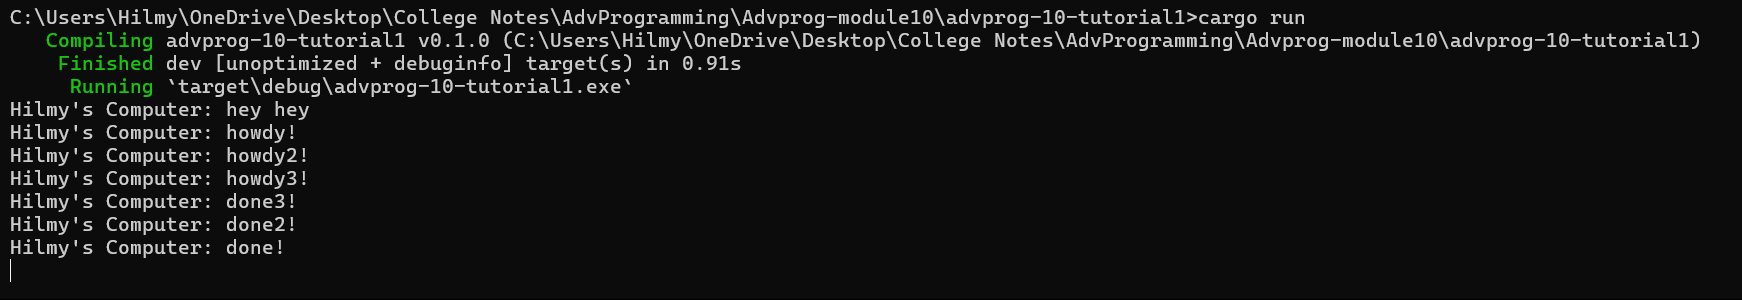 C:\Users\Hilmy\OneDrive\Desktop\College Notes\AdvProgramming\Advprog-module10\advprog-10-tutorial1>cargo run
   Compiling advprog-10-tutorial1 v0.1.0 (C:\Users\Hilmy\OneDrive\Desktop\College Notes\AdvProgramming\Advprog-module10\advprog-10-tutorial1)
    Finished dev [unoptimized + debuginfo] target(s) in 0.91s
     Running `target\debug\advprog-10-tutorial1.exe`
Hilmy's Computer: hey hey
Hilmy's Computer: howdy!
Hilmy's Computer: howdy2!
Hilmy's Computer: howdy3!
Hilmy's Computer: done3!
Hilmy's Computer: done2!
Hilmy's Computer: done!